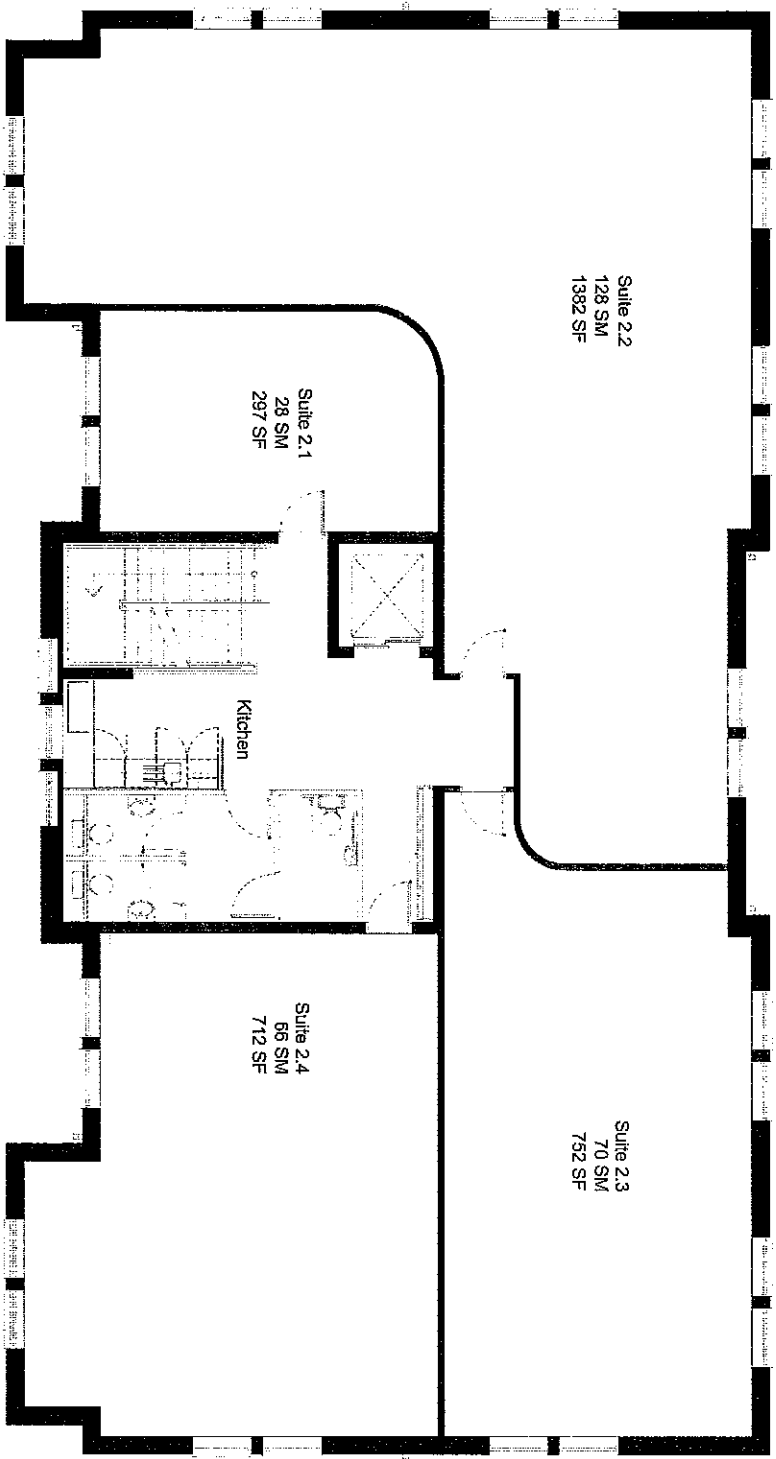 Suite 2.2
128 SM
1382 SF
Suite 2.1
28 SM
297 SF
Kitchen
Suite 2.4
66 SM
712 SF
Suite 2.3
70 SM
752 SF